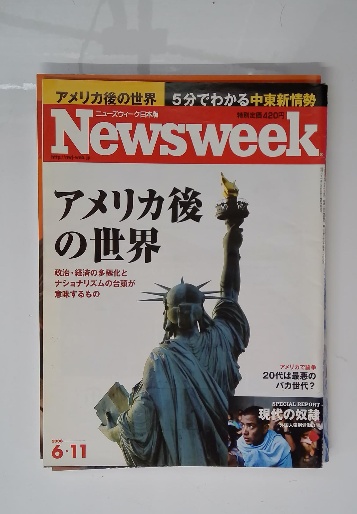 アメリカ後の世界
5分でわかる中東新情勢
ニューズウィーク日本版
特別定価420円
Newsweek
アメリカ後
の世界
政治・経済の多極化と
ナショナリズムの台頭が
意味するもの
アメリカで論争
20代は最悪の
バカ世代?
SPECIAL REPORT
現代の奴隷
2008
6・11